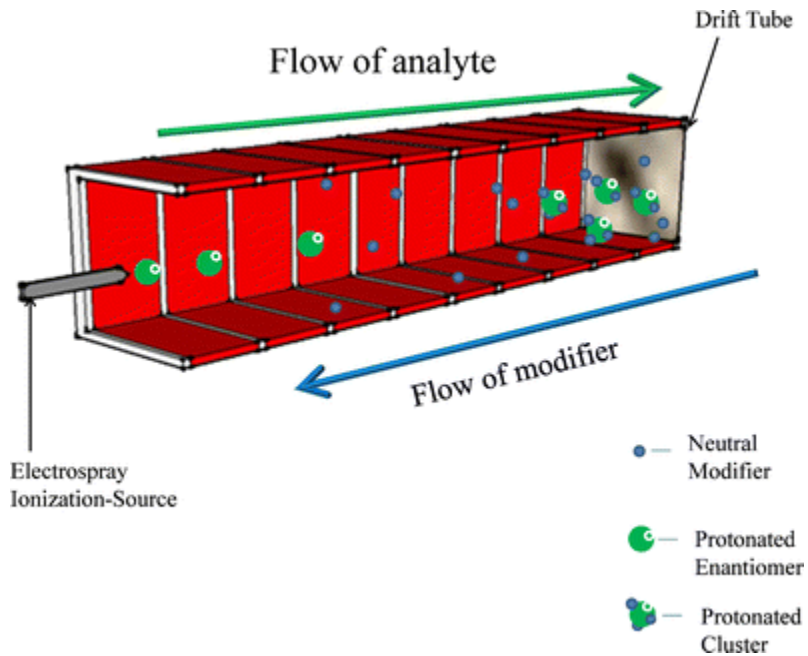 Drift Tube
Flow of analyte
Flow of modifier
Electrospray
Ionization-Source
Neutral
Modifier
Protonated
Enantiomer
Protonated
Cluster